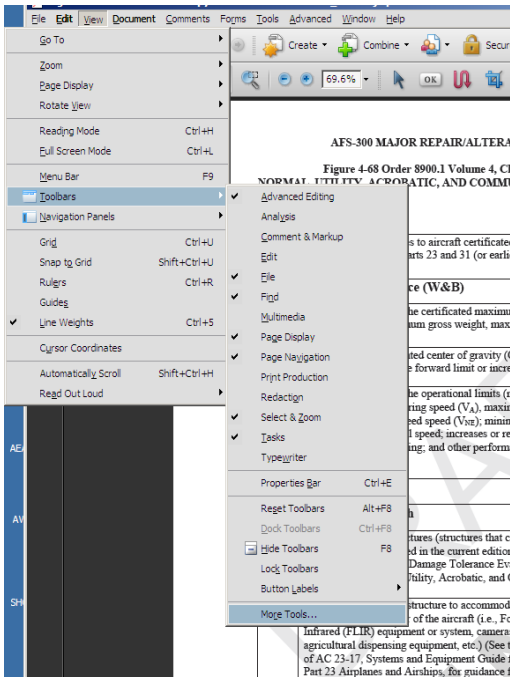 File Edit View Document Comments Forms Tools Advanced Window Help
Go To
Create Combine Secur
Zoom
69.6% OK
Page Display
Rotate View
Reading Mode Ctrl+H
Full Screen Mode Ctrl+L
AFS-300 MAJOR REPAIR/ALTERA
Menu Bar F9
Figure 4-68 Order 8900.1 Volume 4, C
NORMAL, UTILITY, ACROBATIC, AND COMMU
Toolbars
Navigation Panels
Grid Ctrl+U
Snap to Grid Shift+Ctrl+U
Rulers Ctrl+R
Guides
Line Weights Ctrl+5
Cursor Coordinates
Automatically Scroll Shift+Ctrl+H
Read Out Loud
Advanced Editing
Analysis
Comment & Markup
Edit
File
Find
Multimedia
Page Display
Page Navigation
Print Production
Redaction
Select & Zoom
Tasks
Typewriter
Properties Bar Ctrl+E
Reset Toolbars Alt+F8
Dock Toolbars Ctrl+F8
Hide Toolbars F8
Lock Toolbars
Button Labels
More Tools...
s to aircraft certificated
arts 23 and 31 (or earli
ce (W&B)
he certificated maximu
um gross weight, max
ated center of gravity (
e forward limit or incre
he operational limits (
ring speed (VA), maxim
eed speed (VNE); minim
l speed; increases or re
ing; and other perform
h
tures (structures that c
ed in the current edition
Damage Tolerance Eva
Utility, Acrobatic, and
structure to accommod
of the aircraft (i.e., Fo
Infrared (FLIR) equipment or system, camera
agricultural dispensing equipment, etc.) (See t
of AC 23-17, Systems and Equipment Guide f
Part 23 Airplanes and Airships, for guidance f
AEA
AV
SH